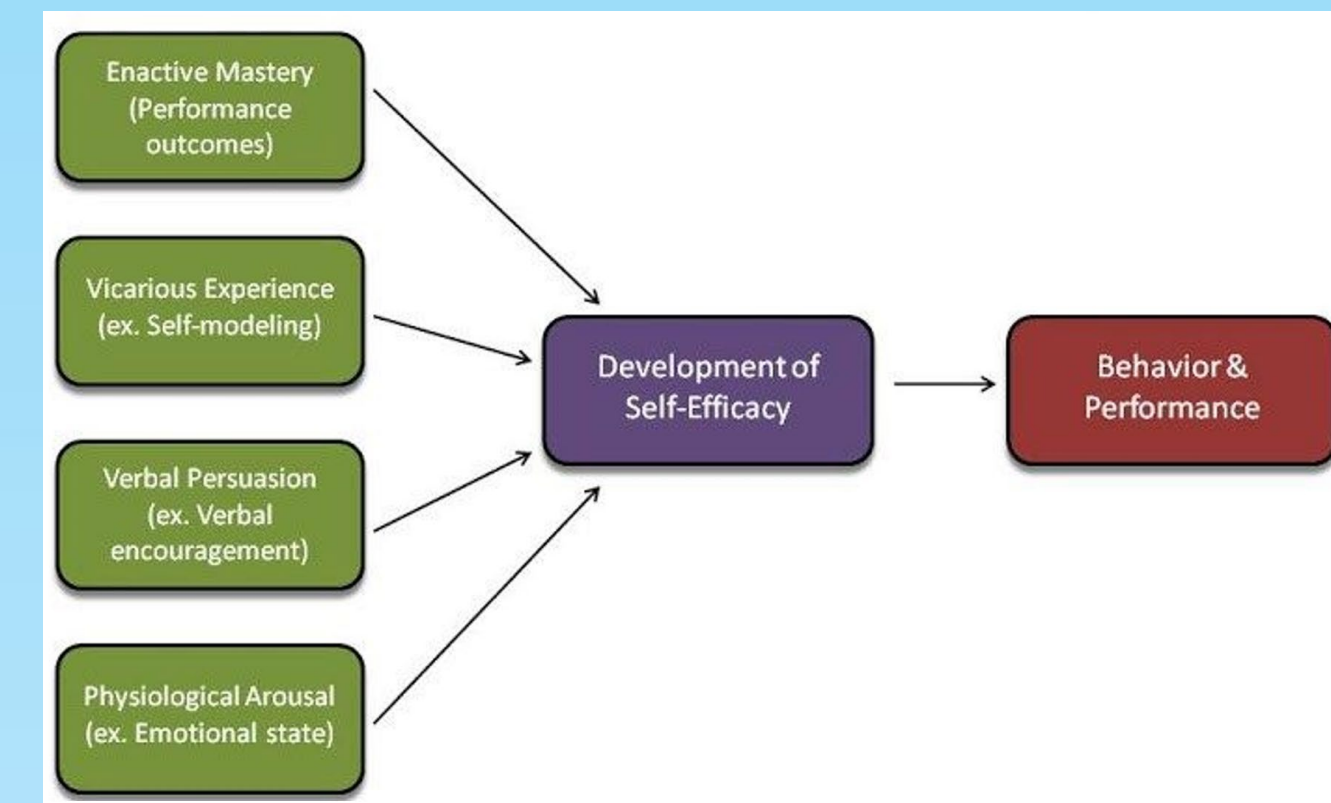 Enactive Mastery
(Performance
outcomes)
Vicarious Experience
(ex. Self-modeling)
Verbal Persuasion
(ex. Verbal
encouragement)
Physiological Arousal
(ex. Emotional state)
Development of
Self-Efficacy
Behavior &
Performance